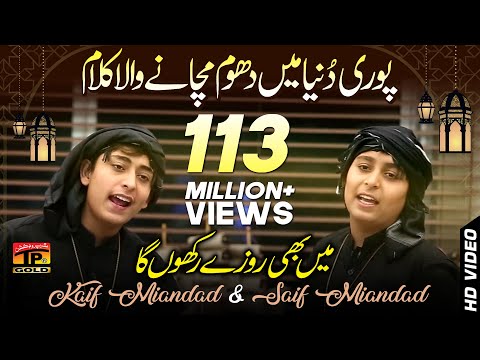 پوری دُنیا میں دھوم مچانے والا کلام
113
MILLION+
VIEWS
میں بھی روزے رکھوں گا
Kaif Miandad & Saif Miandad
TP
GOLD
HD VIDEO